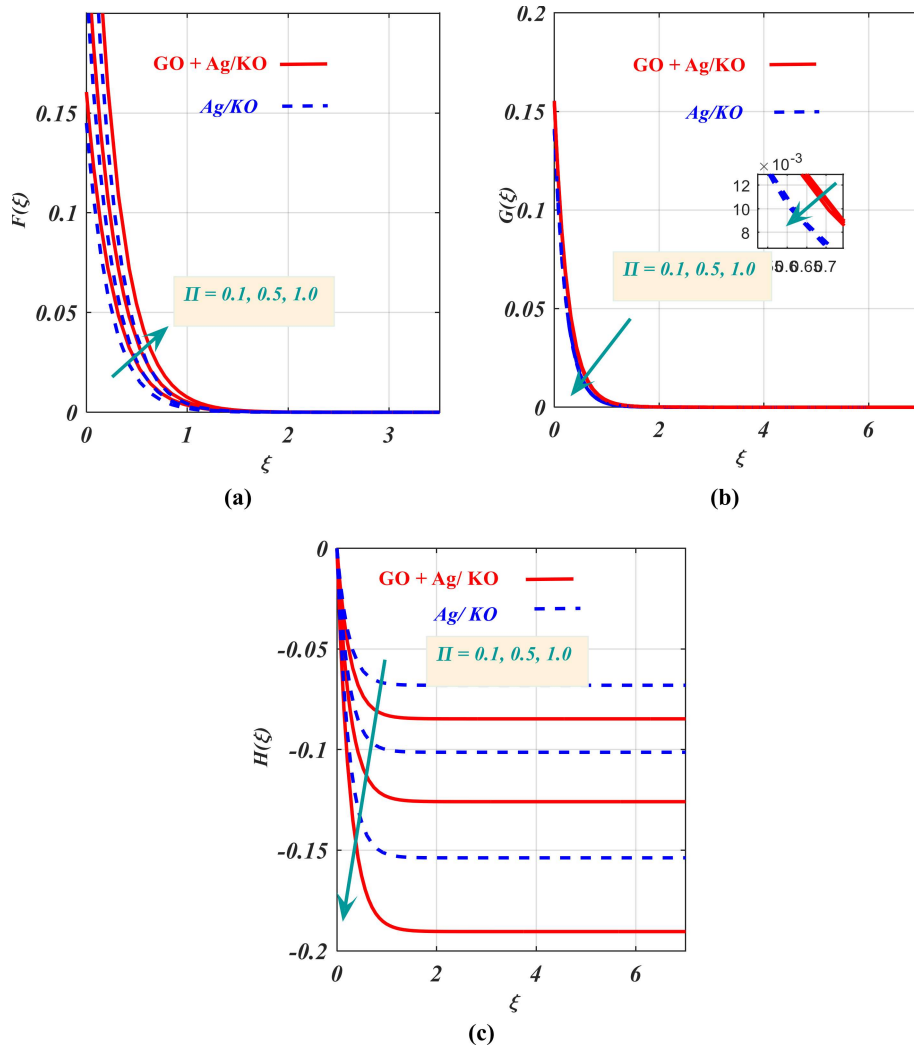 GO + Ag/KO
Ag/KO
0.15
0.1
0.05
0
F(ξ)
Π = 0.1, 0.5, 1.0
0 1 2 3
ξ
(a)
0.2
0.15
0.1
0.05
0
G(ξ)
GO + Ag/KO
Ag/KO
× 10-3
12
10
8
0.6 0.65 0.7
Π = 0.1, 0.5, 1.0
0 2 4 6
ξ
(b)
0
-0.05
-0.1
-0.15
-0.2
H(ξ)
GO + Ag/ KO
Ag/ KO
Π = 0.1, 0.5, 1.0
0 2 4 6
ξ
(c)